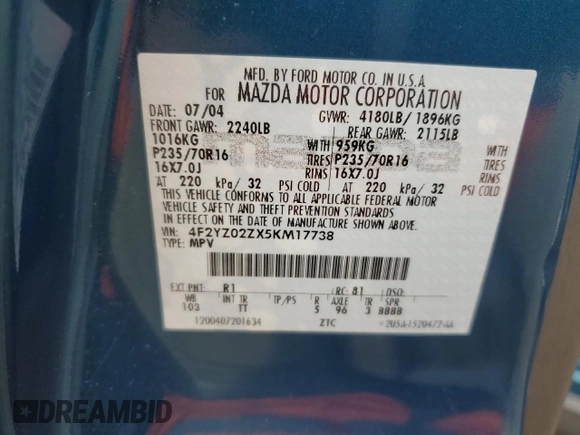 MFD. BY FORD MOTOR CO. IN U.S.A.
FOR MAZDA MOTOR CORPORATION
DATE: 07/04 GVWR: 4180LB/1896KG
FRONT GAWR: 2240LB REAR GAWR: 2115LB
1016KG WITH 959KG WITH
P235/70R16 TIRES P235/70R16 TIRES
16X7.0J RIMS 16X7.0J RIMS
AT 220 kPa/ 32 PSI COLD AT 220 kPa/ 32 PSI COLD
THIS VEHICLE CONFORMS TO ALL APPLICABLE FEDERAL MOTOR
VEHICLE SAFETY AND THEFT PREVENTION STANDARDS
IN EFFECT ON THE DATE OF MANUFACTURE SHOWN ABOVE.
VIN: 4F2YZ02ZX5KM17738
TYPE: MPV
EXT PNT: R1 RC: 81 DSO:
WB INT TR TP/PS R AXLE TR SPR
103 TT 5 96 3 8888
1200407201634 ZTC
DREAMBID